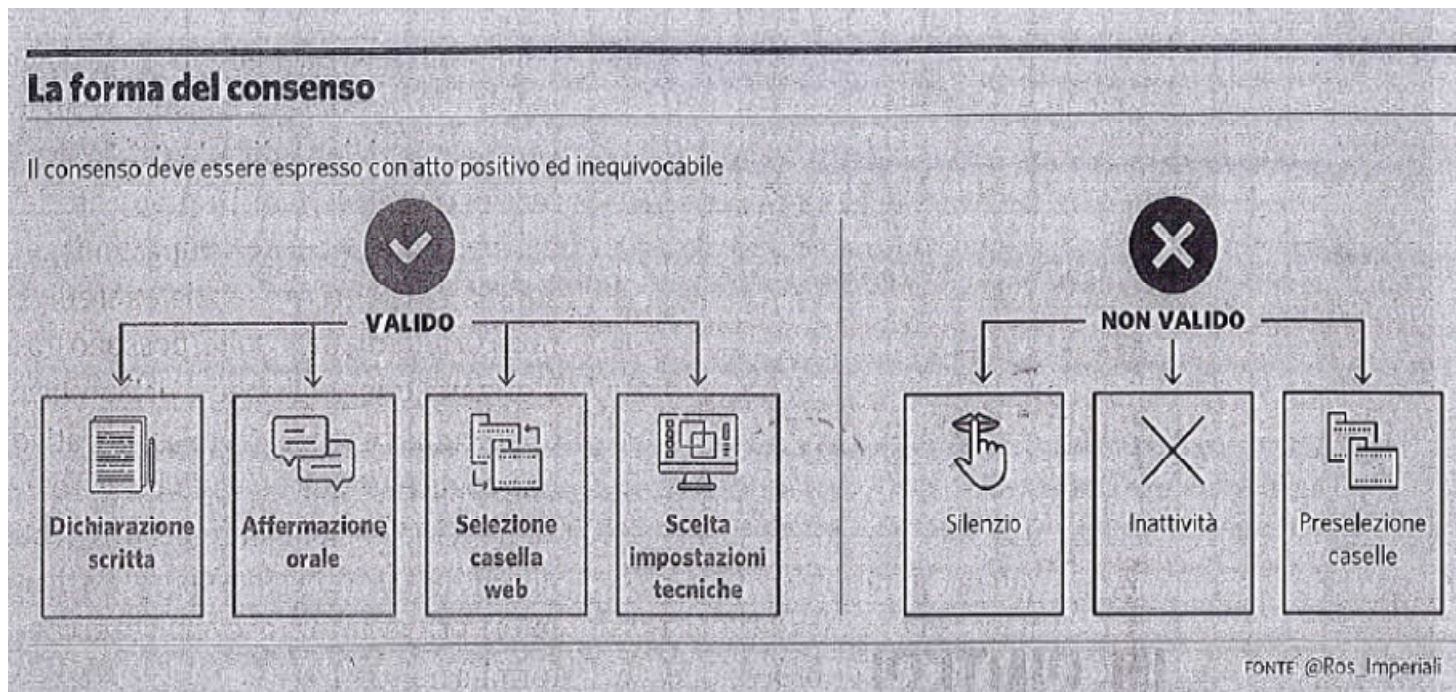 La forma del consenso
Il consenso deve essere espresso con atto positivo ed inequivocabile
VALIDO
Dichiarazione
scritta
Affermazione
orale
Selezione
casella
web
Scelta
impostazioni
tecniche
NON VALIDO
Silenzio
Inattività
Preselezione
caselle
FONTE @Ros_Imperiali